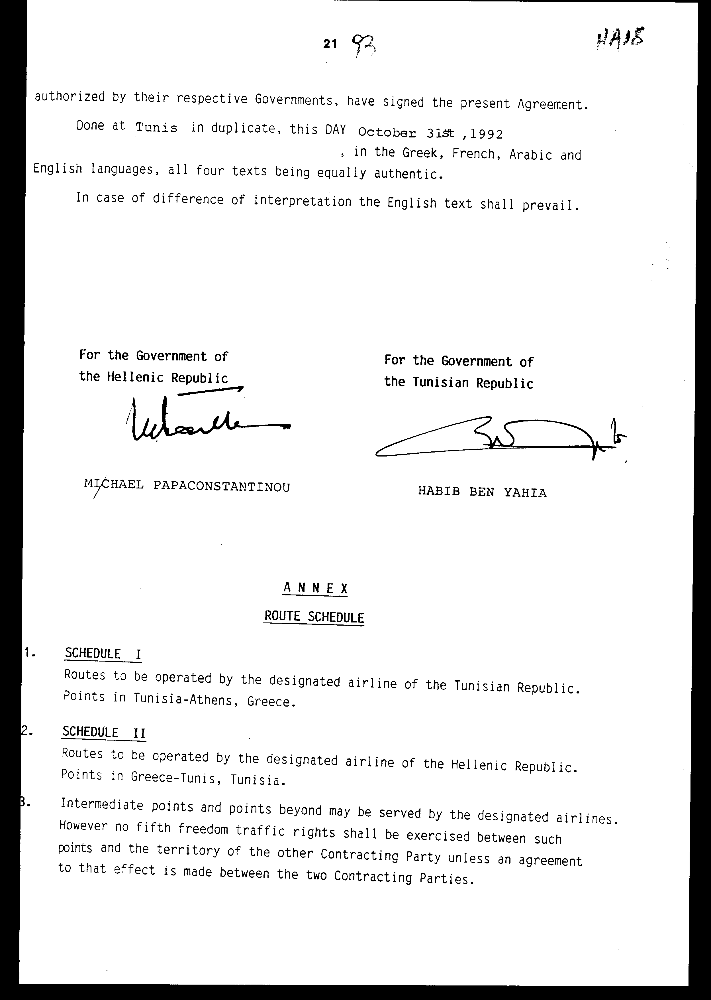 21 93 HA18
authorized by their respective Governments, have signed the present Agreement.
Done at Tunis in duplicate, this DAY October 31st ,1992
, in the Greek, French, Arabic and
English languages, all four texts being equally authentic.
In case of difference of interpretation the English text shall prevail.
For the Government of
the Hellenic Republic
For the Government of
the Tunisian Republic
MICHAEL PAPACONSTANTINOU
HABIB BEN YAHIA
A N N E X
ROUTE SCHEDULE
1. SCHEDULE I
Routes to be operated by the designated airline of the Tunisian Republic.
Points in Tunisia-Athens, Greece.
2. SCHEDULE II
Routes to be operated by the designated airline of the Hellenic Republic.
Points in Greece-Tunis, Tunisia.
3. Intermediate points and points beyond may be served by the designated airlines.
However no fifth freedom traffic rights shall be exercised between such
points and the territory of the other Contracting Party unless an agreement
to that effect is made between the two Contracting Parties.